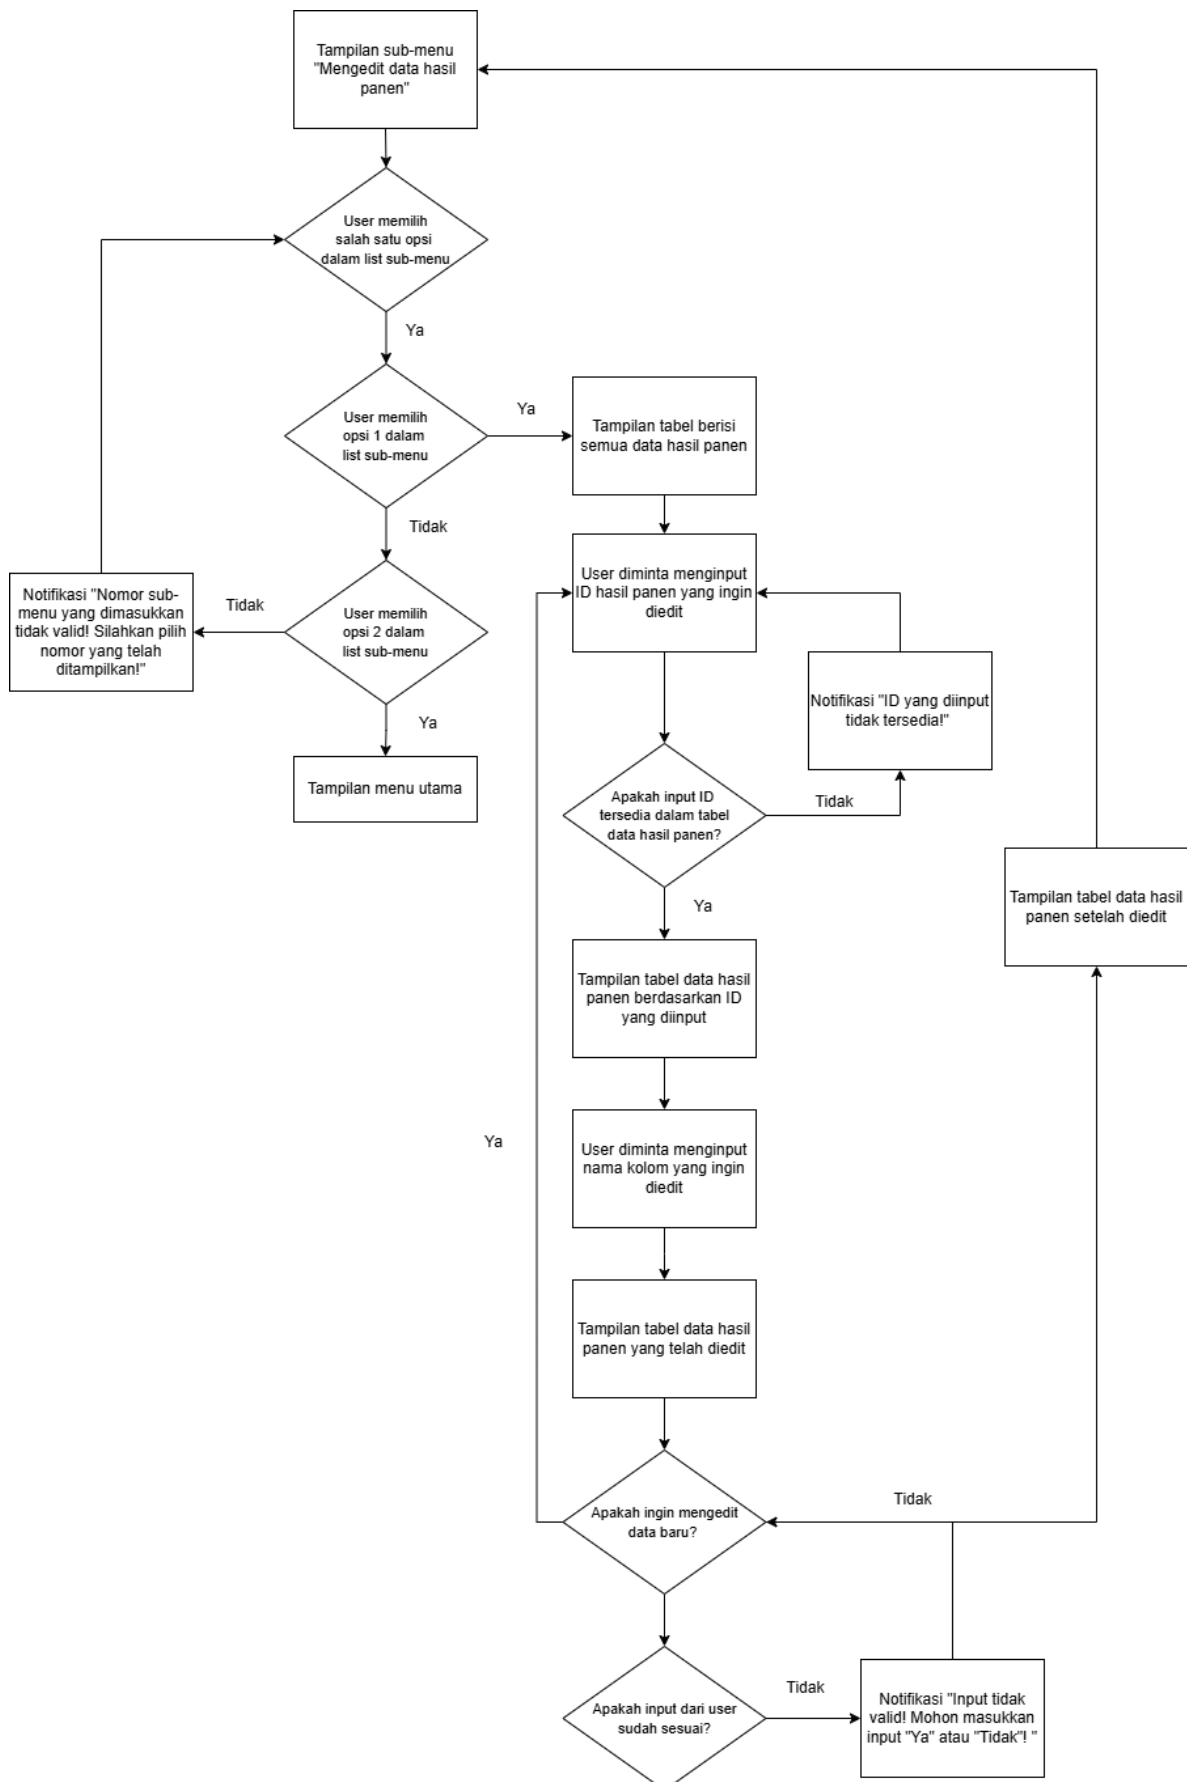 Tampilan sub-menu
"Mengedit data hasil
panen"
User memilih
salah satu opsi
dalam list sub-menu
Ya
User memilih
opsi 1 dalam
list sub-menu
Ya
Tampilan tabel berisi
semua data hasil panen
Tidak
User diminta menginput
ID hasil panen yang ingin
diedit
Notifikasi "Nomor sub-
menu yang dimasukkan
tidak valid! Silahkan pilih
nomor yang telah
ditampilkan!"
Tidak
User memilih
opsi 2 dalam
list sub-menu
Notifikasi "ID yang diinput
tidak tersedia!"
Ya
Tampilan menu utama
Apakah input ID
tersedia dalam tabel
data hasil panen?
Tidak
Ya
Tampilan tabel data hasil
panen setelah diedit
Tampilan tabel data hasil
panen berdasarkan ID
yang diinput
Ya
User diminta menginput
nama kolom yang ingin
diedit
Tampilan tabel data hasil
panen yang telah diedit
Apakah ingin mengedit
data baru?
Tidak
Apakah input dari user
sudah sesuai?
Tidak
Notifikasi "Input tidak
valid! Mohon masukkan
input "Ya" atau "Tidak"! "